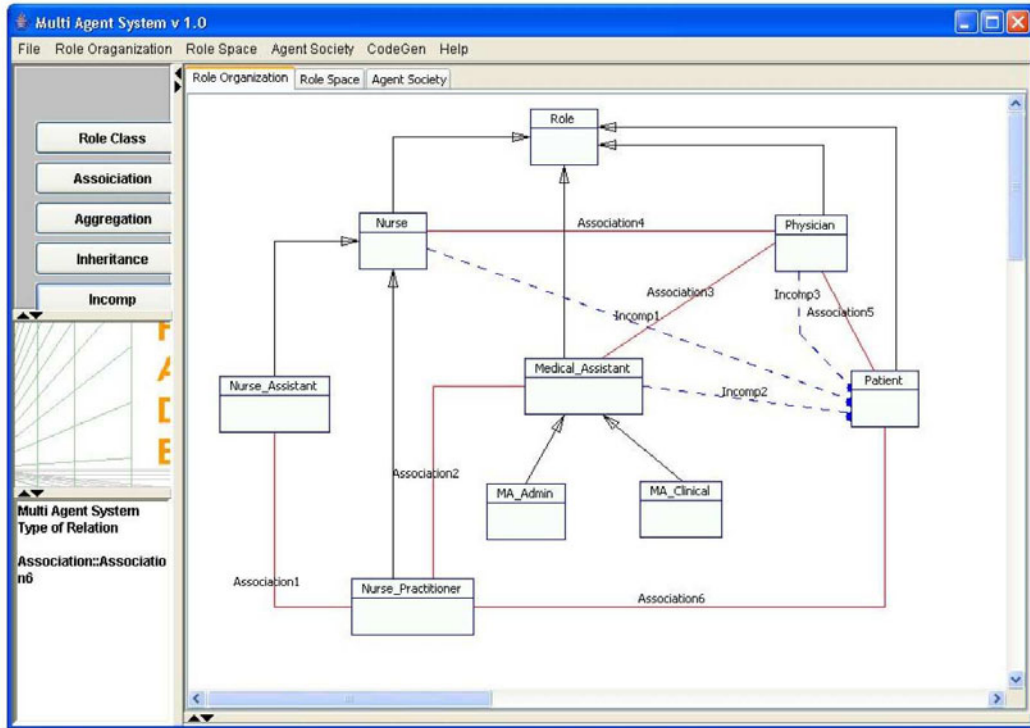 Multi Agent System v 1.0
File Role Oraganization Role Space Agent Society CodeGen Help
Role Organization Role Space Agent Society
Role Class
Assoiciation
Aggregation
Inheritance
Incomp
F
A
D
E
Multi Agent System
Type of Relation
Association::Associatio
n6
Role
Nurse
Association4
Physician
Association3
Incomp3
Incomp1
Association5
Nurse_Assistant
Medical_Assistant
Incomp2
Patient
Association2
MA_Admin
MA_Clinical
Association1
Nurse_Practitioner
Association6